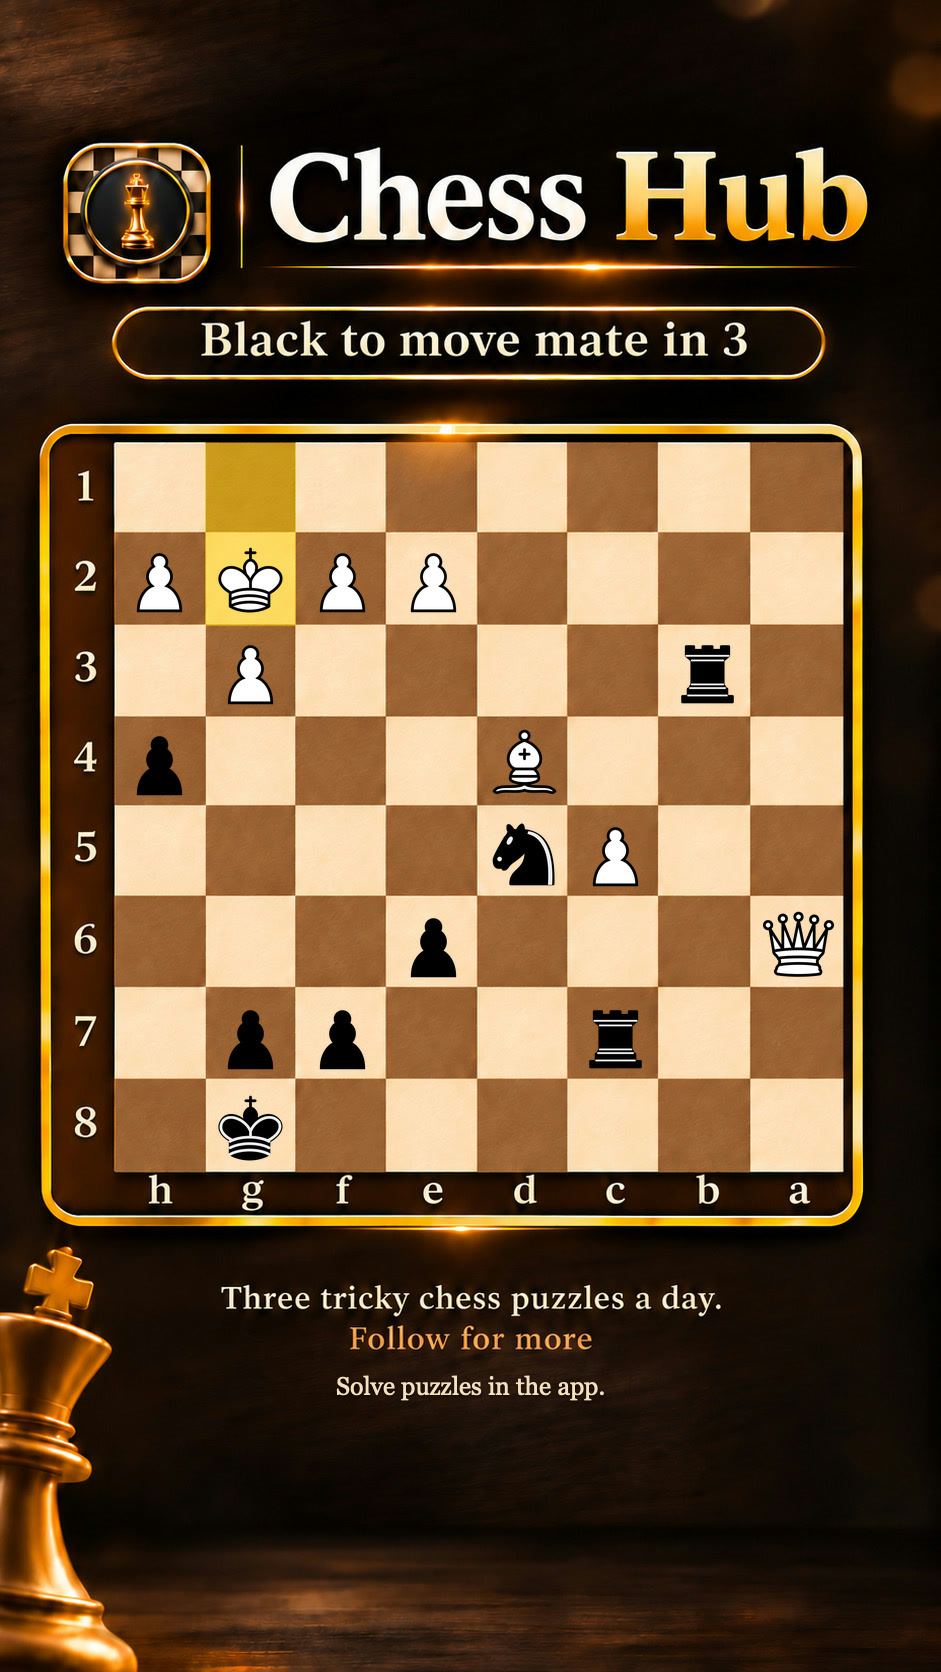 Chess Hub
Black to move mate in 3
1
2
3
4
5
6
7
8
h g f e d c b a
Three tricky chess puzzles a day.
Follow for more
Solve puzzles in the app.